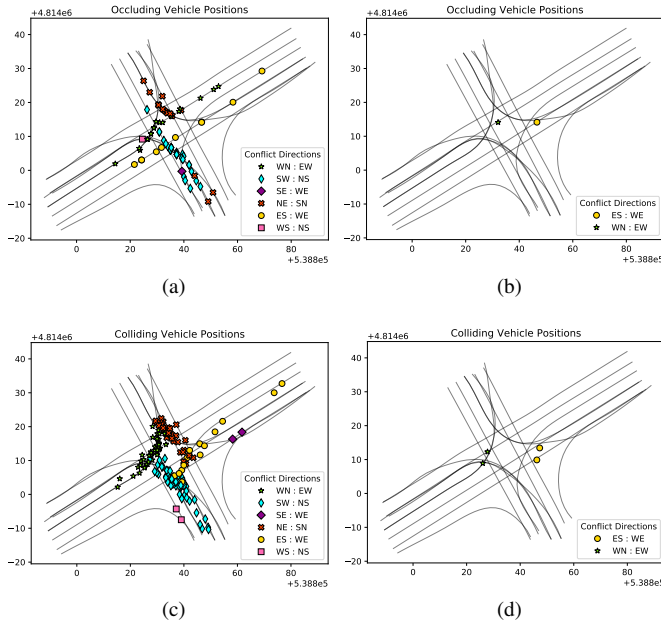 Occluding Vehicle Positions
+4.814e6
40
30
20
10
0
−10
−20
0 20 40 60 80
+5.388e5
Conflict Directions
WN : EW
SW : NS
SE : WE
NE : SN
ES : WE
WS : NS
(a)
Occluding Vehicle Positions
+4.814e6
40
30
20
10
0
−10
−20
0 20 40 60 80
+5.388e5
Conflict Directions
ES : WE
WN : EW
(b)
Colliding Vehicle Positions
+4.814e6
40
30
20
10
0
−10
−20
0 20 40 60 80
+5.388e5
Conflict Directions
WN : EW
SW : NS
SE : WE
NE : SN
ES : WE
WS : NS
(c)
Colliding Vehicle Positions
+4.814e6
40
30
20
10
0
−10
−20
0 20 40 60 80
+5.388e5
Conflict Directions
ES : WE
WN : EW
(d)